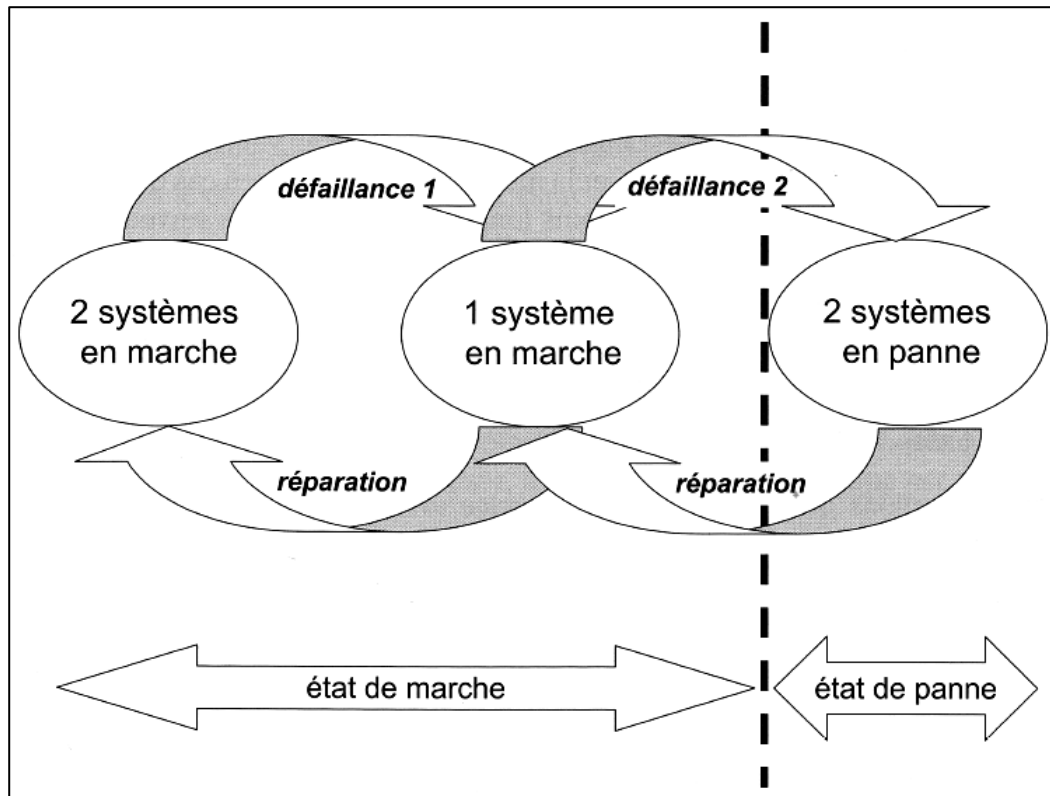 défaillance 1
défaillance 2
2 systèmes
en marche
1 système
en marche
2 systèmes
en panne
réparation
réparation
état de marche
état de panne